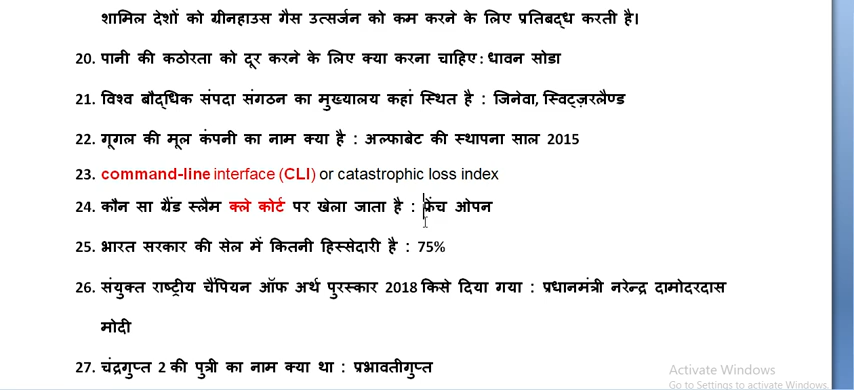 शामिल देशों को ग्रीनहाउस गैस उत्सर्जन को कम करने के लिए प्रतिबद्ध करती है।
20. पानी की कठोरता को दूर करने के लिए क्या करना चाहिए : धावन सोडा
21. विश्व बौद्धिक संपदा संगठन का मुख्यालय कहां स्थित है : जिनेवा, स्विट्ज़रलैण्ड
22. गूगल की मूल कंपनी का नाम क्या है : अल्फाबेट की स्थापना साल 2015
23. command-line interface (CLI) or catastrophic loss index
24. कौन सा ग्रैंड स्लैम क्ले कोर्ट पर खेला जाता है : फ्रेंच ओपन
25. भारत सरकार की सेल में कितनी हिस्सेदारी है : 75%
26. संयुक्त राष्ट्रीय चैंपियन ऑफ अर्थ पुरस्कार 2018 किसे दिया गया : प्रधानमंत्री नरेन्द्र दामोदरदास
मोदी
27. चंद्रगुप्त 2 की पुत्री का नाम क्या था : प्रभावतीगुप्त
Activate Windows
Go to Settings to activate Windows.